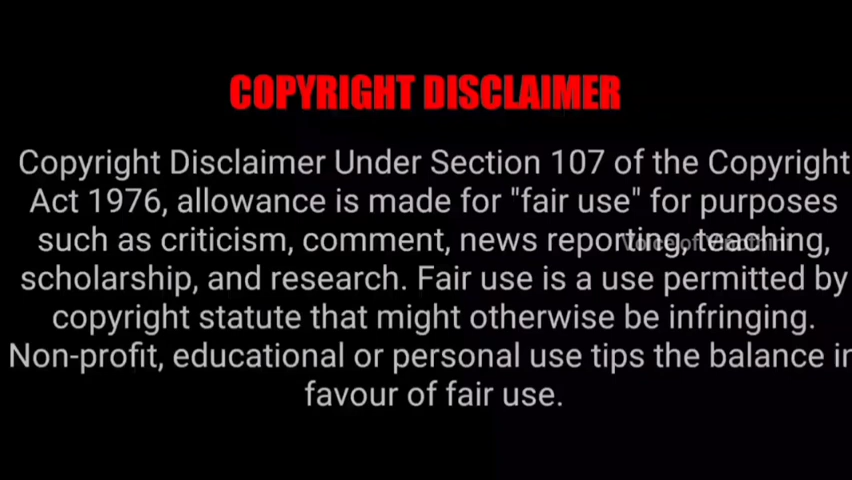 COPYRIGHT DISCLAIMER
Copyright Disclaimer Under Section 107 of the Copyright
Act 1976, allowance is made for "fair use" for purposes
such as criticism, comment, news reporting, teaching,
scholarship, and research. Fair use is a use permitted by
copyright statute that might otherwise be infringing.
Non-profit, educational or personal use tips the balance in
favour of fair use.
Voice of